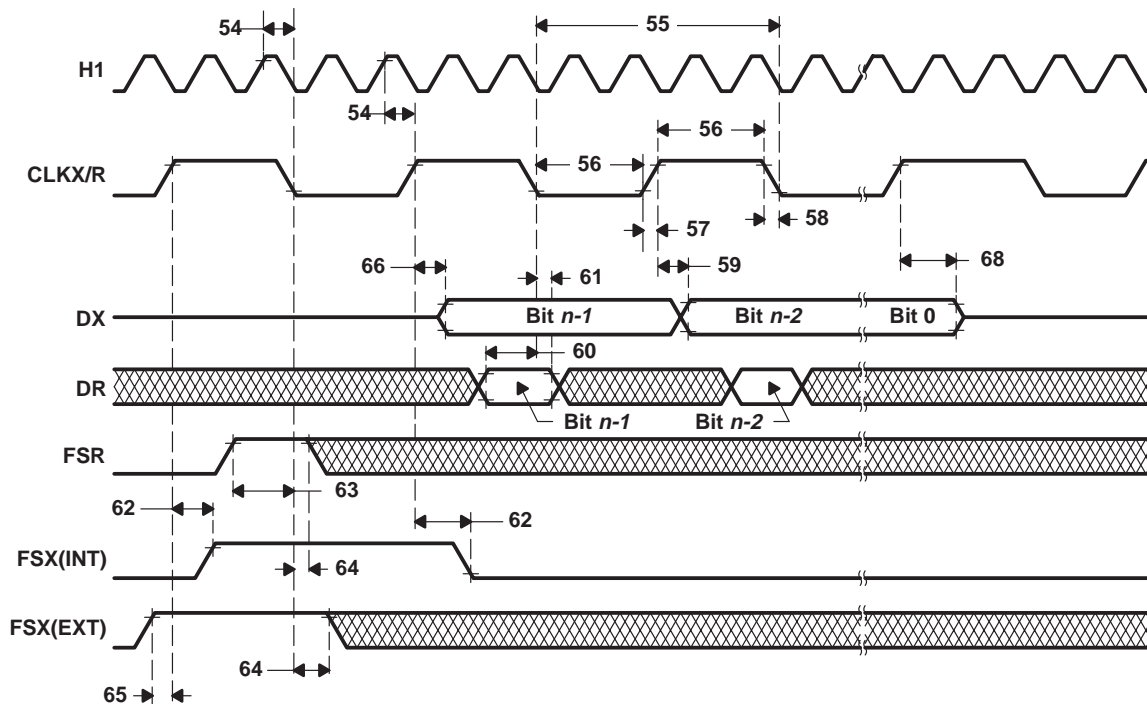 54
55
H1
54
56
CLKX/R
56
57
58
66
61
59
68
DX
Bit n-1
Bit n-2
Bit 0
60
DR
Bit n-1
Bit n-2
FSR
63
62
62
FSX(INT)
64
FSX(EXT)
64
65